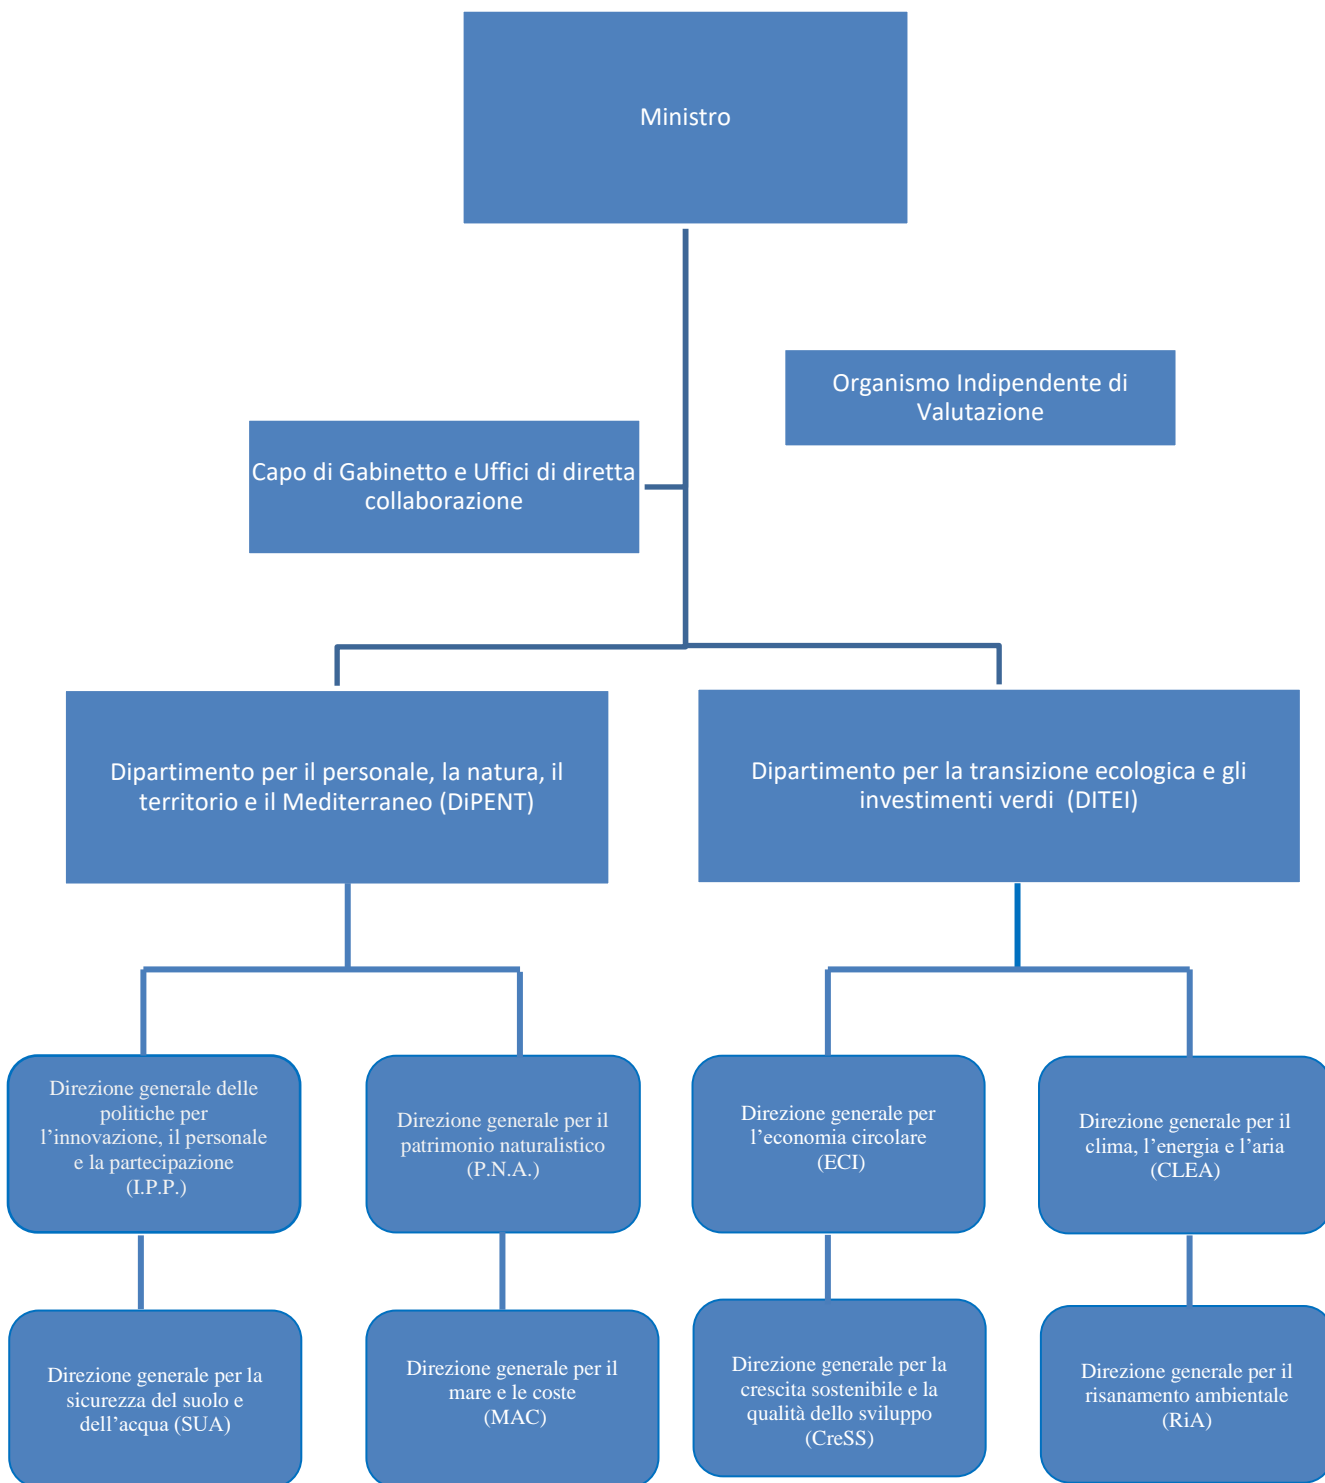 Ministro
Organismo Indipendente di
Valutazione
Capo di Gabinetto e Uffici di diretta
collaborazione
Dipartimento per il personale, la natura, il
territorio e il Mediterraneo (DiPENT)
Dipartimento per la transizione ecologica e gli
investimenti verdi  (DITEI)
Direzione generale delle
politiche per
l’innovazione, il personale
e la partecipazione
(I.P.P.)
Direzione generale per il
patrimonio naturalistico
(P.N.A.)
Direzione generale per
l’economia circolare
(ECI)
Direzione generale per il
clima, l’energia e l’aria
(CLEA)
Direzione generale per la
sicurezza del suolo e
dell’acqua (SUA)
Direzione generale per il
mare e le coste
(MAC)
Direzione generale per la
crescita sostenibile e la
qualità dello sviluppo
(CreSS)
Direzione generale per il
risanamento ambientale
(RiA)